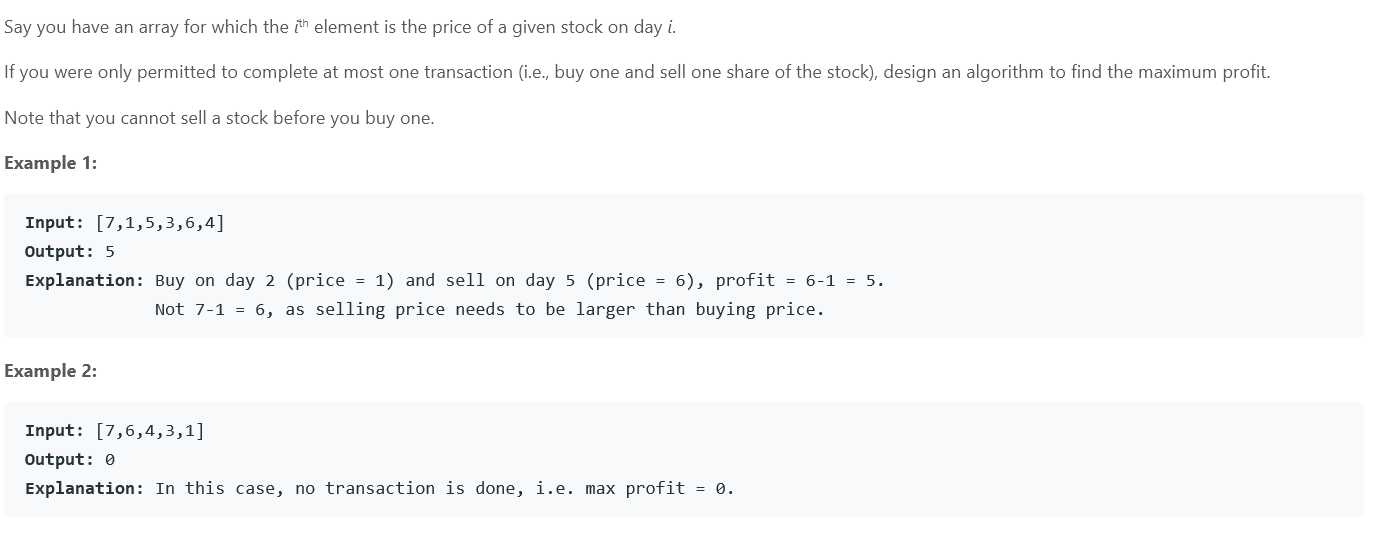 Say you have an array for which the ith element is the price of a given stock on day i.
If you were only permitted to complete at most one transaction (i.e., buy one and sell one share of the stock), design an algorithm to find the maximum profit.
Note that you cannot sell a stock before you buy one.
Example 1:
Input: [7,1,5,3,6,4]
Output: 5
Explanation: Buy on day 2 (price = 1) and sell on day 5 (price = 6), profit = 6-1 = 5.
Not 7-1 = 6, as selling price needs to be larger than buying price.
Example 2:
Input: [7,6,4,3,1]
Output: 0
Explanation: In this case, no transaction is done, i.e. max profit = 0.